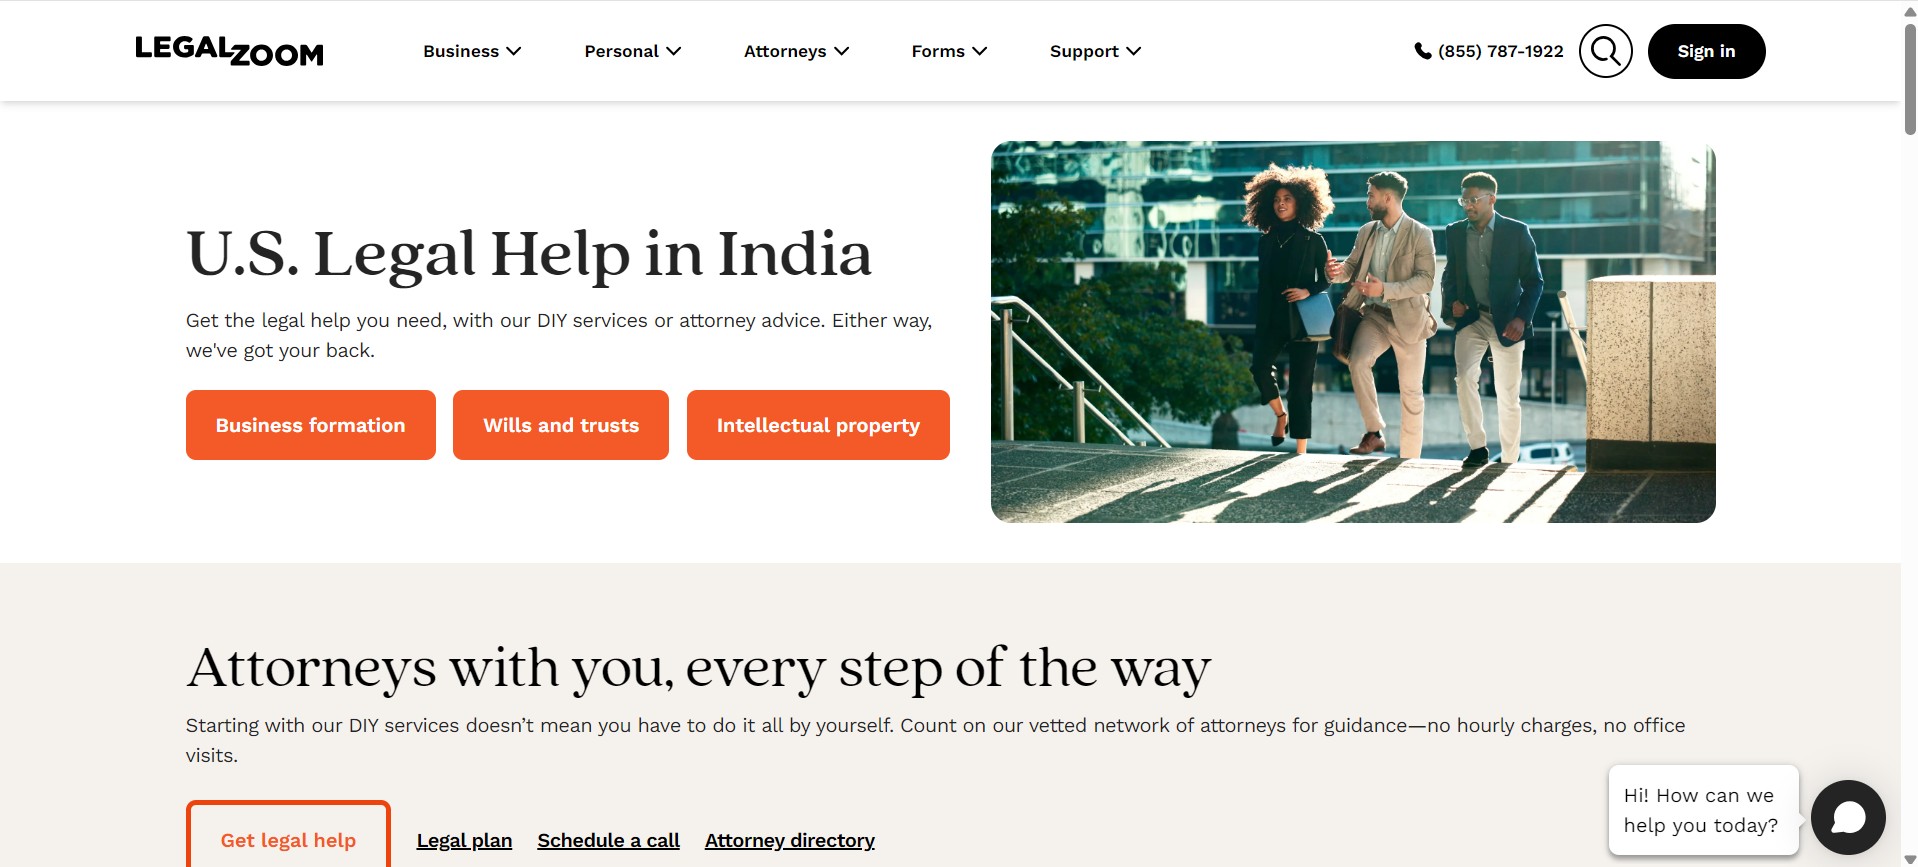 LEGALZOOM
Business
Personal
Attorneys
Forms
Support
(855) 787-1922
Sign in
U.S. Legal Help in India
Get the legal help you need, with our DIY services or attorney advice. Either way,
we've got your back.
Business formation
Wills and trusts
Intellectual property
Attorneys with you, every step of the way
Starting with our DIY services doesn’t mean you have to do it all by yourself. Count on our vetted network of attorneys for guidance—no hourly charges, no office
visits.
Get legal help
Legal plan
Schedule a call
Attorney directory
Hi! How can we
help you today?